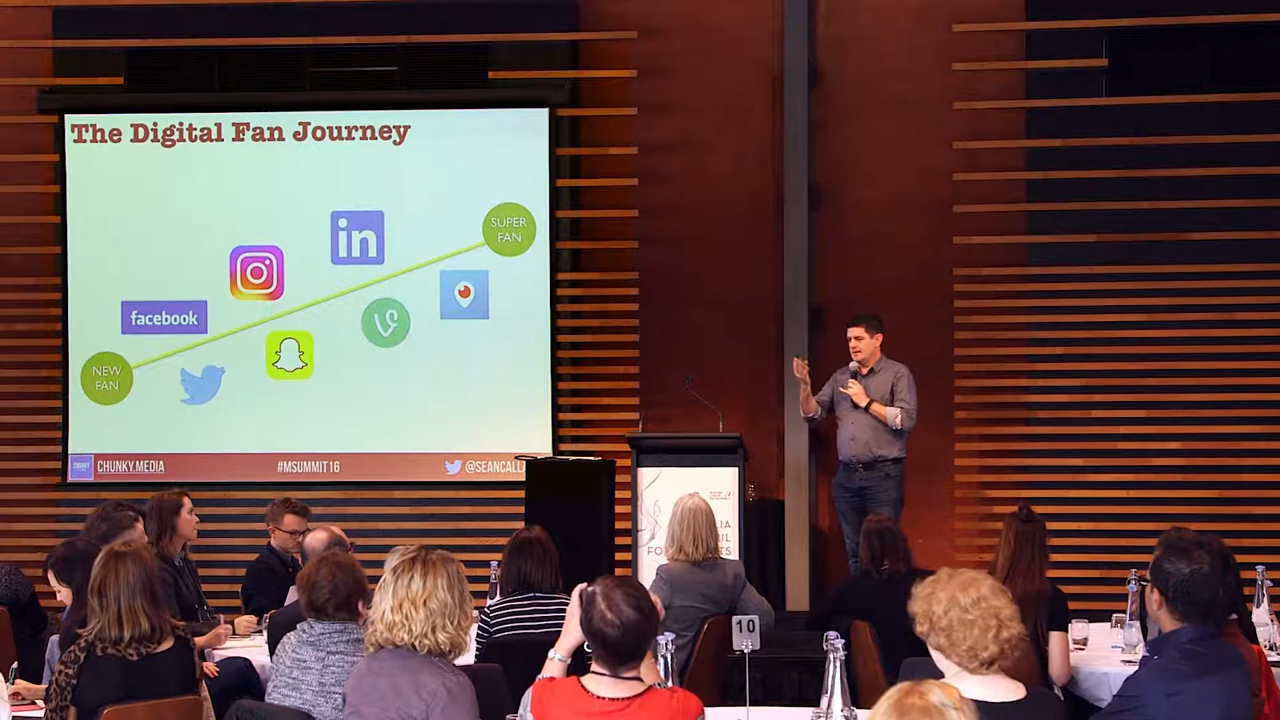 The Digital Fan Journey
in
SUPER
FAN
facebook
NEW
FAN
CHUNKY.MEDIA
#MSUMMIT16
@SEANCALL
10